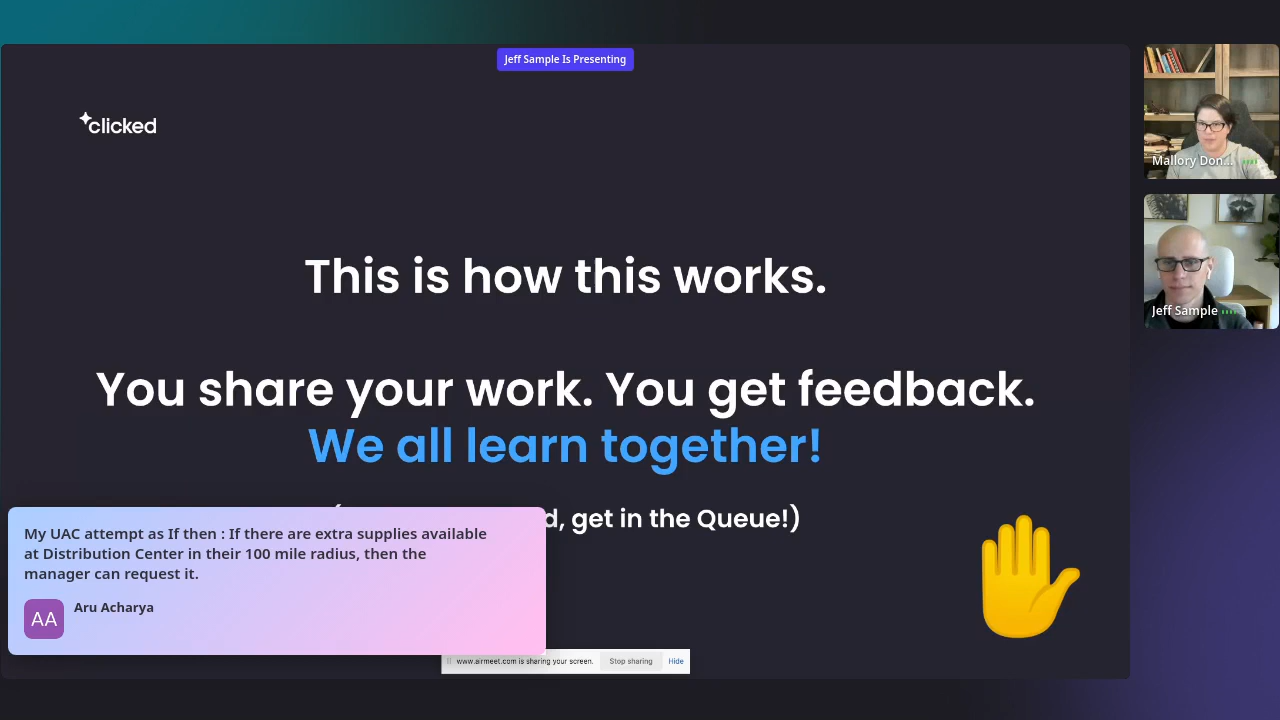 Jeff Sample Is Presenting
clicked
Mallory Don...
Jeff Sample
This is how this works.
You share your work. You get feedback.
We all learn together!
d, get in the Queue!)
My UAC attempt as If then : If there are extra supplies available
at Distribution Center in their 100 mile radius, then the
manager can request it.
AA
Aru Acharya
www.airmeet.com is sharing your screen.
Stop sharing
Hide